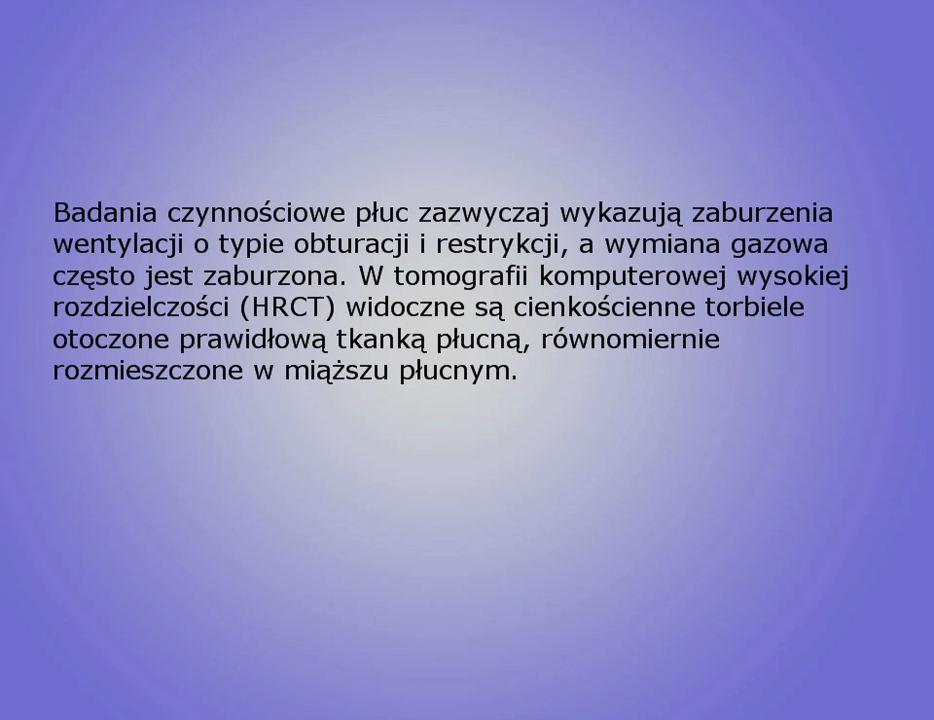 Badania czynnościowe płuc zazwyczaj wykazują zaburzenia
wentylacji o typie obturacji i restrykcji, a wymiana gazowa
często jest zaburzona. W tomografii komputerowej wysokiej
rozdzielczości (HRCT) widoczne są cienkościenne torbiele
otoczone prawidłową tkanką płucną, równomiernie
rozmieszczone w miąższu płucnym.